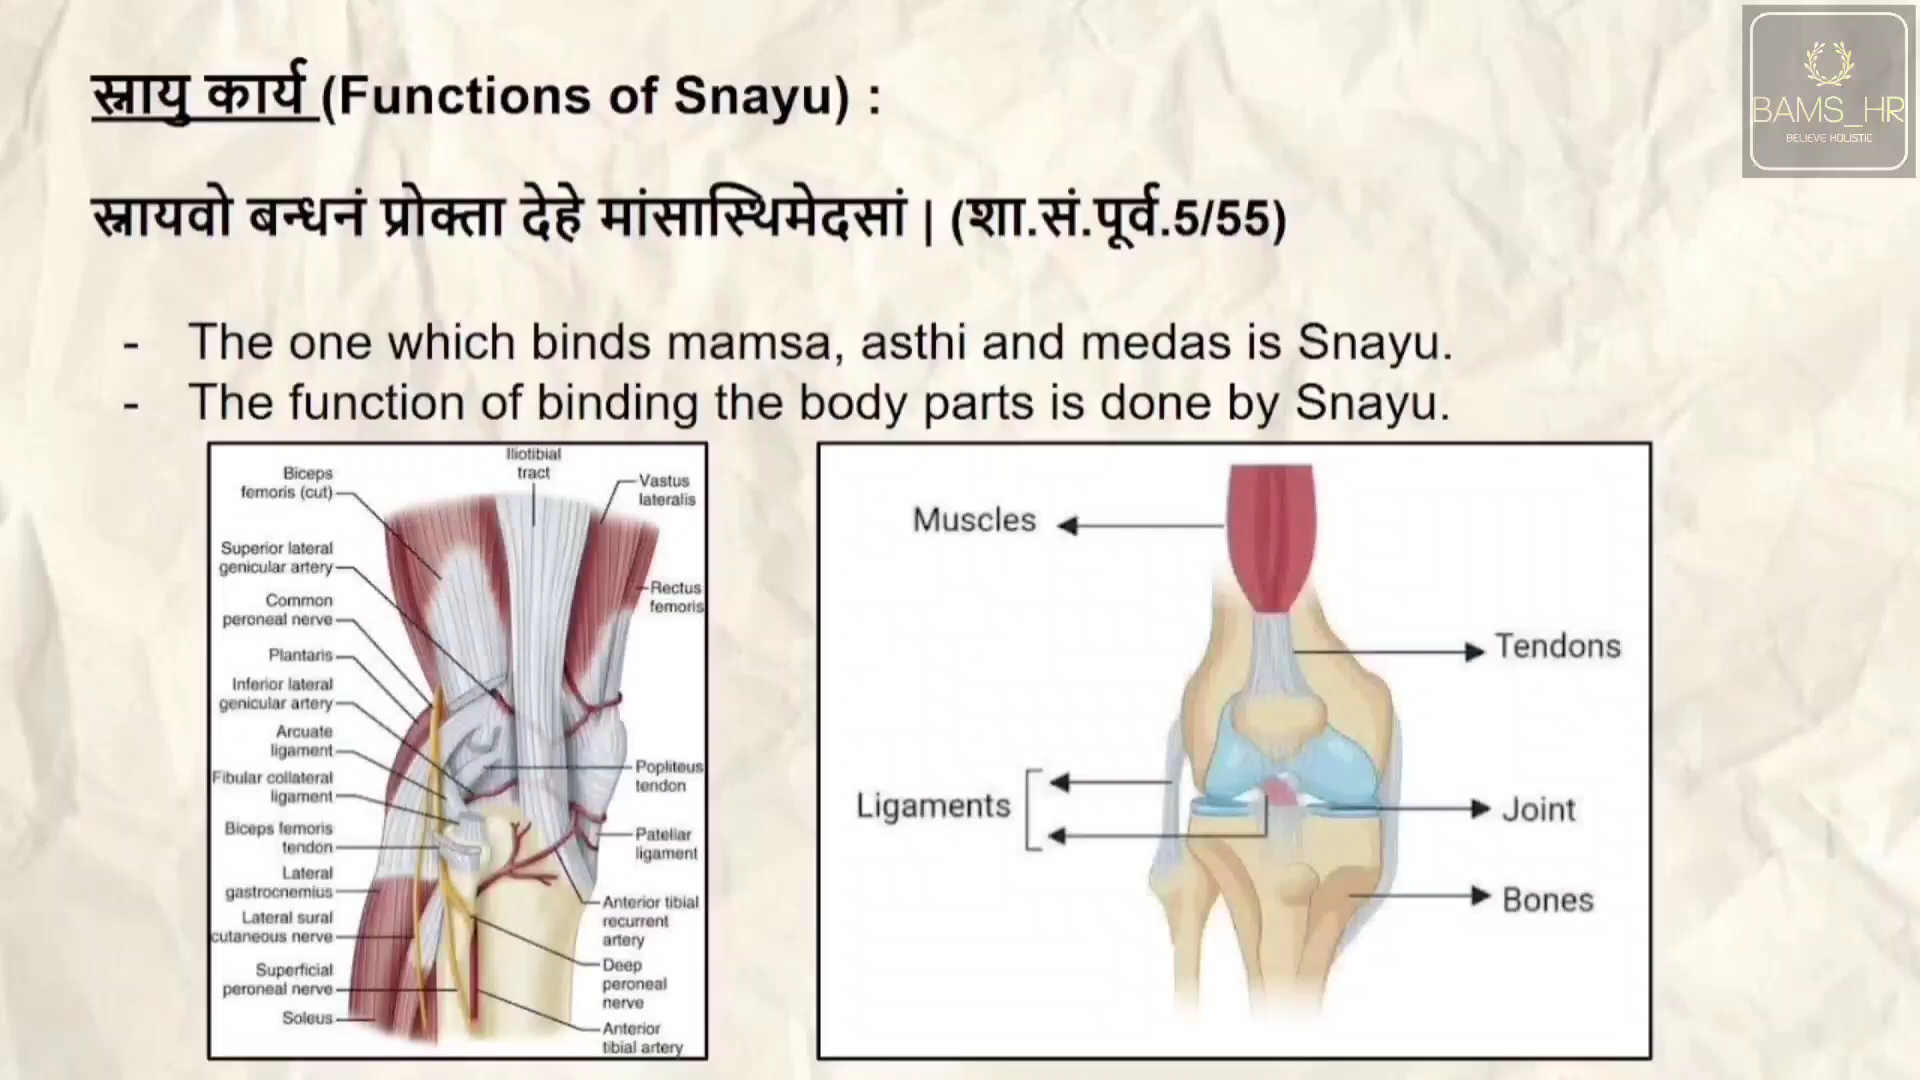 स्नायु कार्य (Functions of Snayu) :
BAMS_HR
BELIEVE HOLISTIC
स्नायवो बन्धनं प्रोक्ता देहे मांसास्थिमेदसां | (शा.सं.पूर्व.5/55)
- The one which binds mamsa, asthi and medas is Snayu.
- The function of binding the body parts is done by Snayu.
Iliotibial
tract
Biceps
femoris (cut)
Superior lateral
genicular artery
Common
peroneal nerve
Plantaris
Inferior lateral
genicular artery
Arcuate
ligament
Fibular collateral
ligament
Biceps femoris
tendon
Lateral
gastrocnemius
Lateral sural
cutaneous nerve
Superficial
peroneal nerve
Soleus
Vastus
lateralis
Rectus
femoris
Popliteus
tendon
Patellar
ligament
Anterior tibial
recurrent
artery
Deep
peroneal
nerve
Anterior
tibial artery
Muscles
Tendons
Ligaments
Joint
Bones